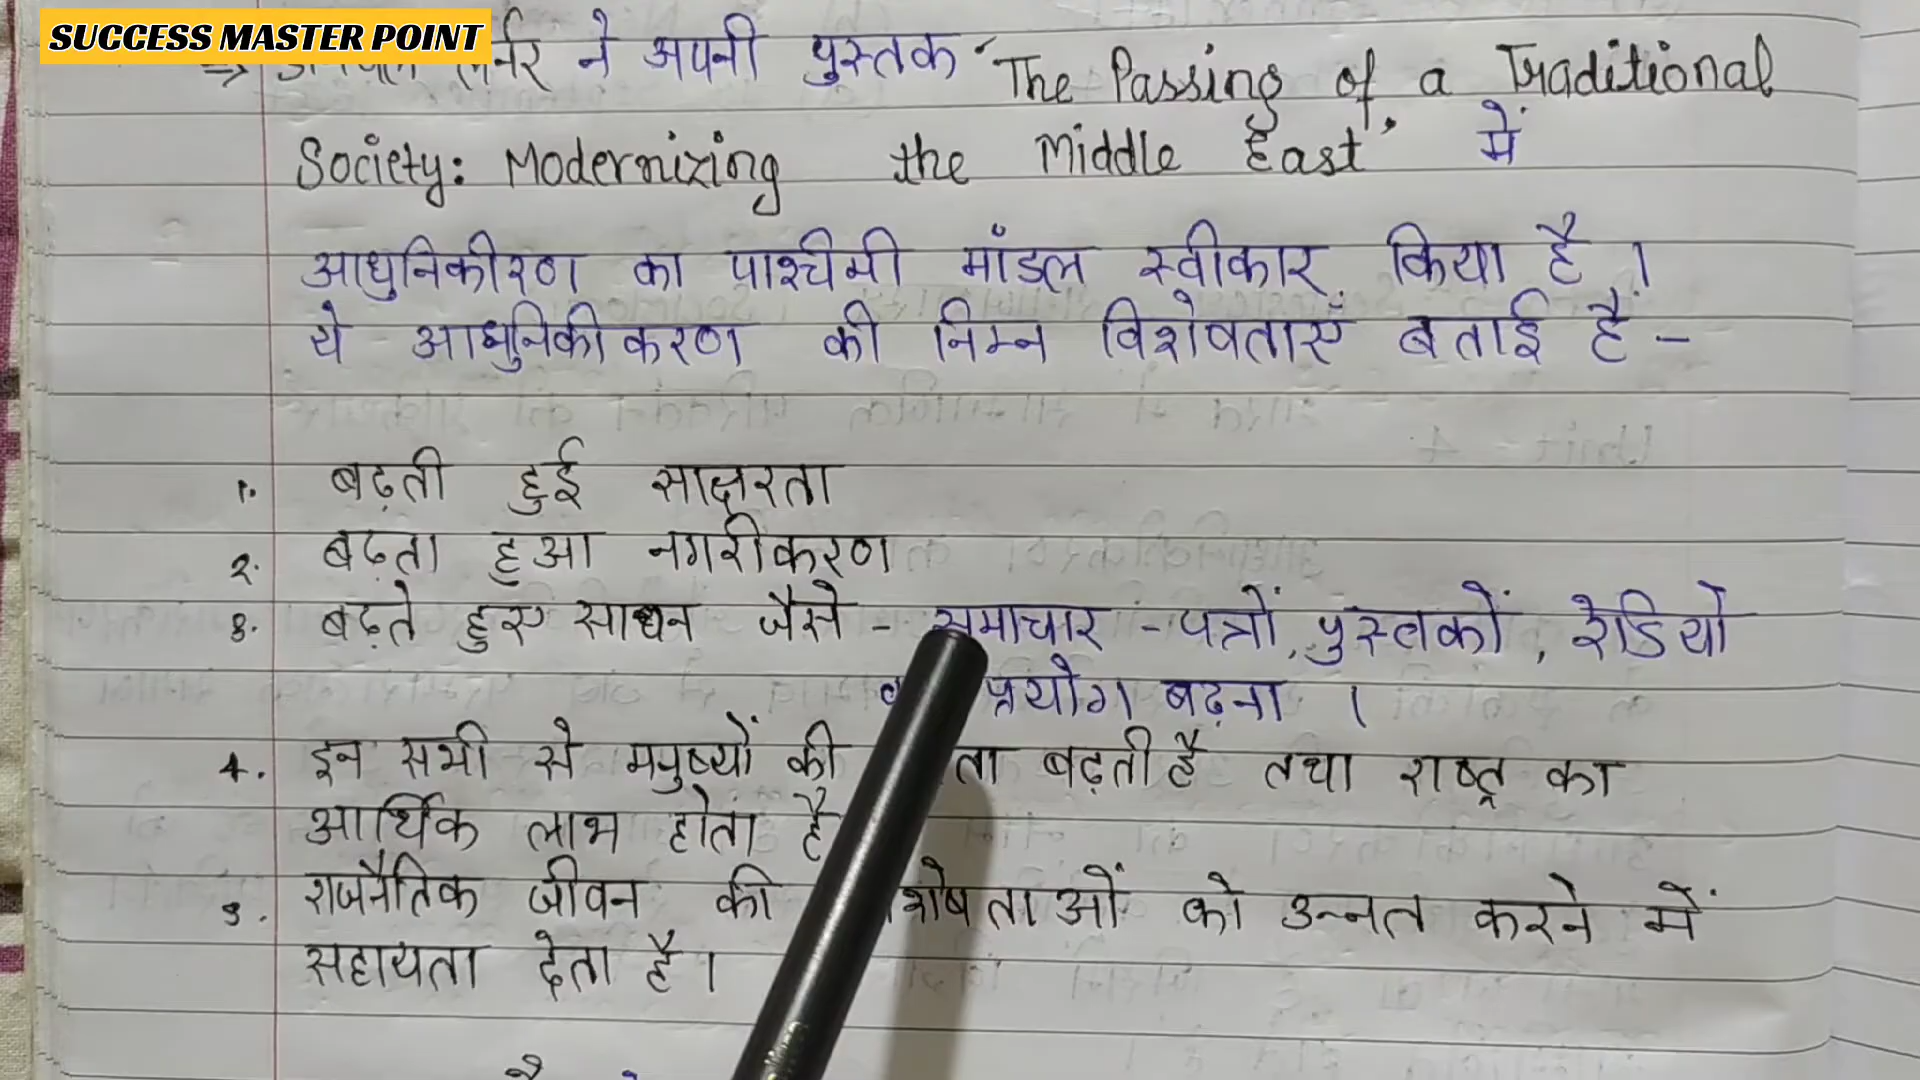 SUCCESS MASTER POINT
ने अपनी पुस्तक 'The Passing of a Traditional
Society: Modernizing the Middle East' में
आधुनिकीरण का पाश्चीमी मॉडल स्वीकार किया है ।
ये आधुनिकीकरण की निम्न विशेषताएँ बताई हैं -
1. बढ़ती हुई साक्षरता
2. बढ़ता हुआ नगरीकरण
3. बढ़ते हुए साधन जैसे - समाचार - पत्रों, पुस्तकों, रेडियो
प्रयोग बढ़ना ।
4. इन सभी से मनुष्यों की बढ़ती है तथा राष्ट्र का
आर्थिक लाभ होता है
5. राजनैतिक जीवन की को उन्नत करने में
सहायता देता है ।